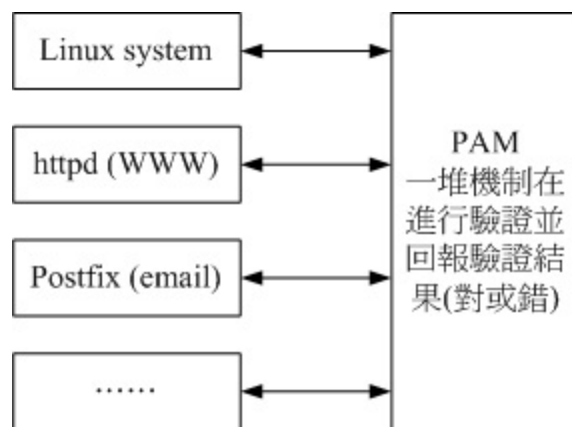 Linux system
httpd (WWW)
Postfix (email)
……
PAM
一堆機制在
進行驗證並
回報驗證結
果(對或錯)